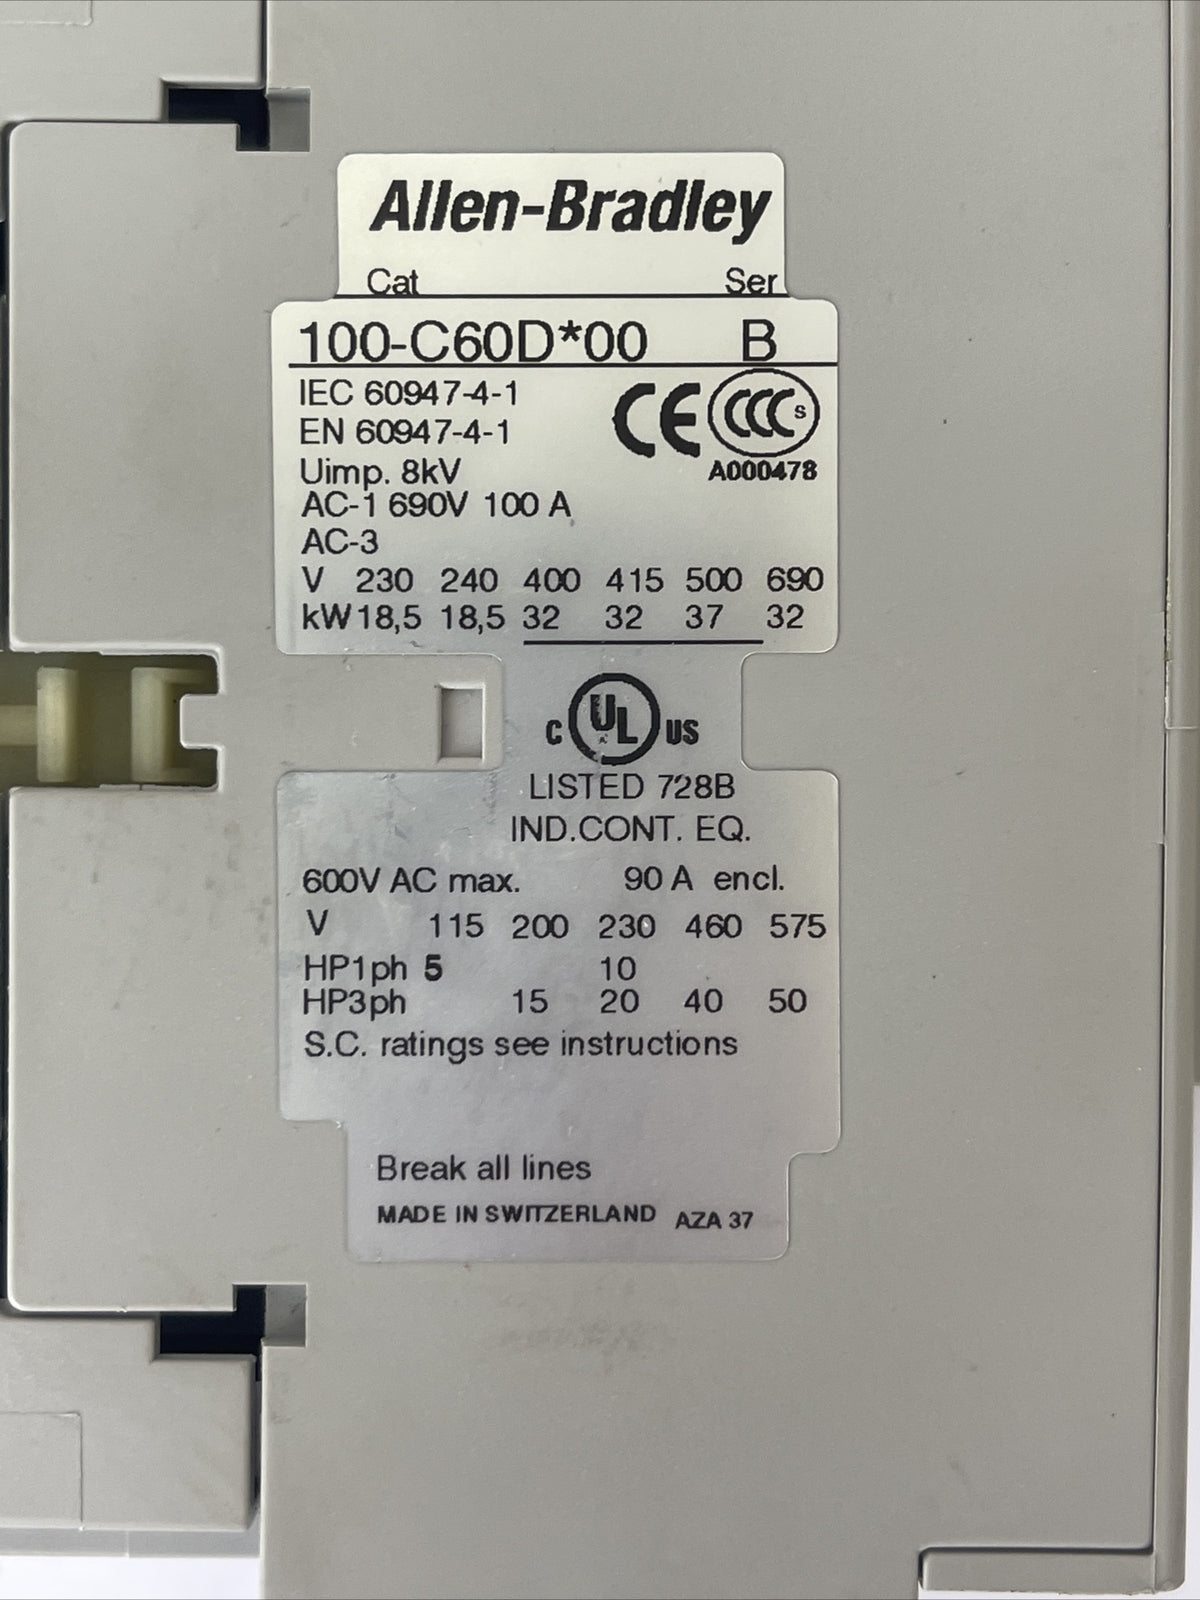 Allen-Bradley
Cat Ser
100-C60D*00 B
IEC 60947-4-1
EN 60947-4-1
CE CCC S
Uimp. 8kV A000478
AC-1 690V 100 A
AC-3
V 230 240 400 415 500 690
kW 18,5 18,5 32 32 37 32
C UL US
LISTED 728B
IND.CONT. EQ.
600V AC max. 90 A encl.
V 115 200 230 460 575
HP1ph 5 10
HP3ph 15 20 40 50
S.C. ratings see instructions
Break all lines
MADE IN SWITZERLAND AZA 37